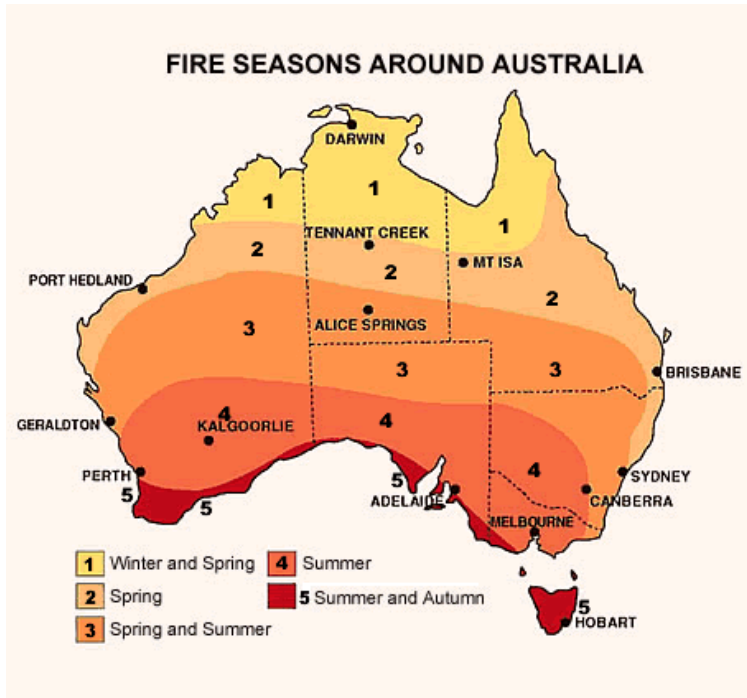 FIRE SEASONS AROUND AUSTRALIA
DARWIN
1
1
1
TENNANT CREEK
2
2
MT ISA
PORT HEDLAND
2
ALICE SPRINGS
3
3
3
BRISBANE
4
4
GERALDTON
KALGOORLIE
4
PERTH
5
5
5
ADELAIDE
SYDNEY
CANBERRA
MELBOURNE
1 Winter and Spring
4 Summer
2 Spring
5 Summer and Autumn
3 Spring and Summer
5
HOBART